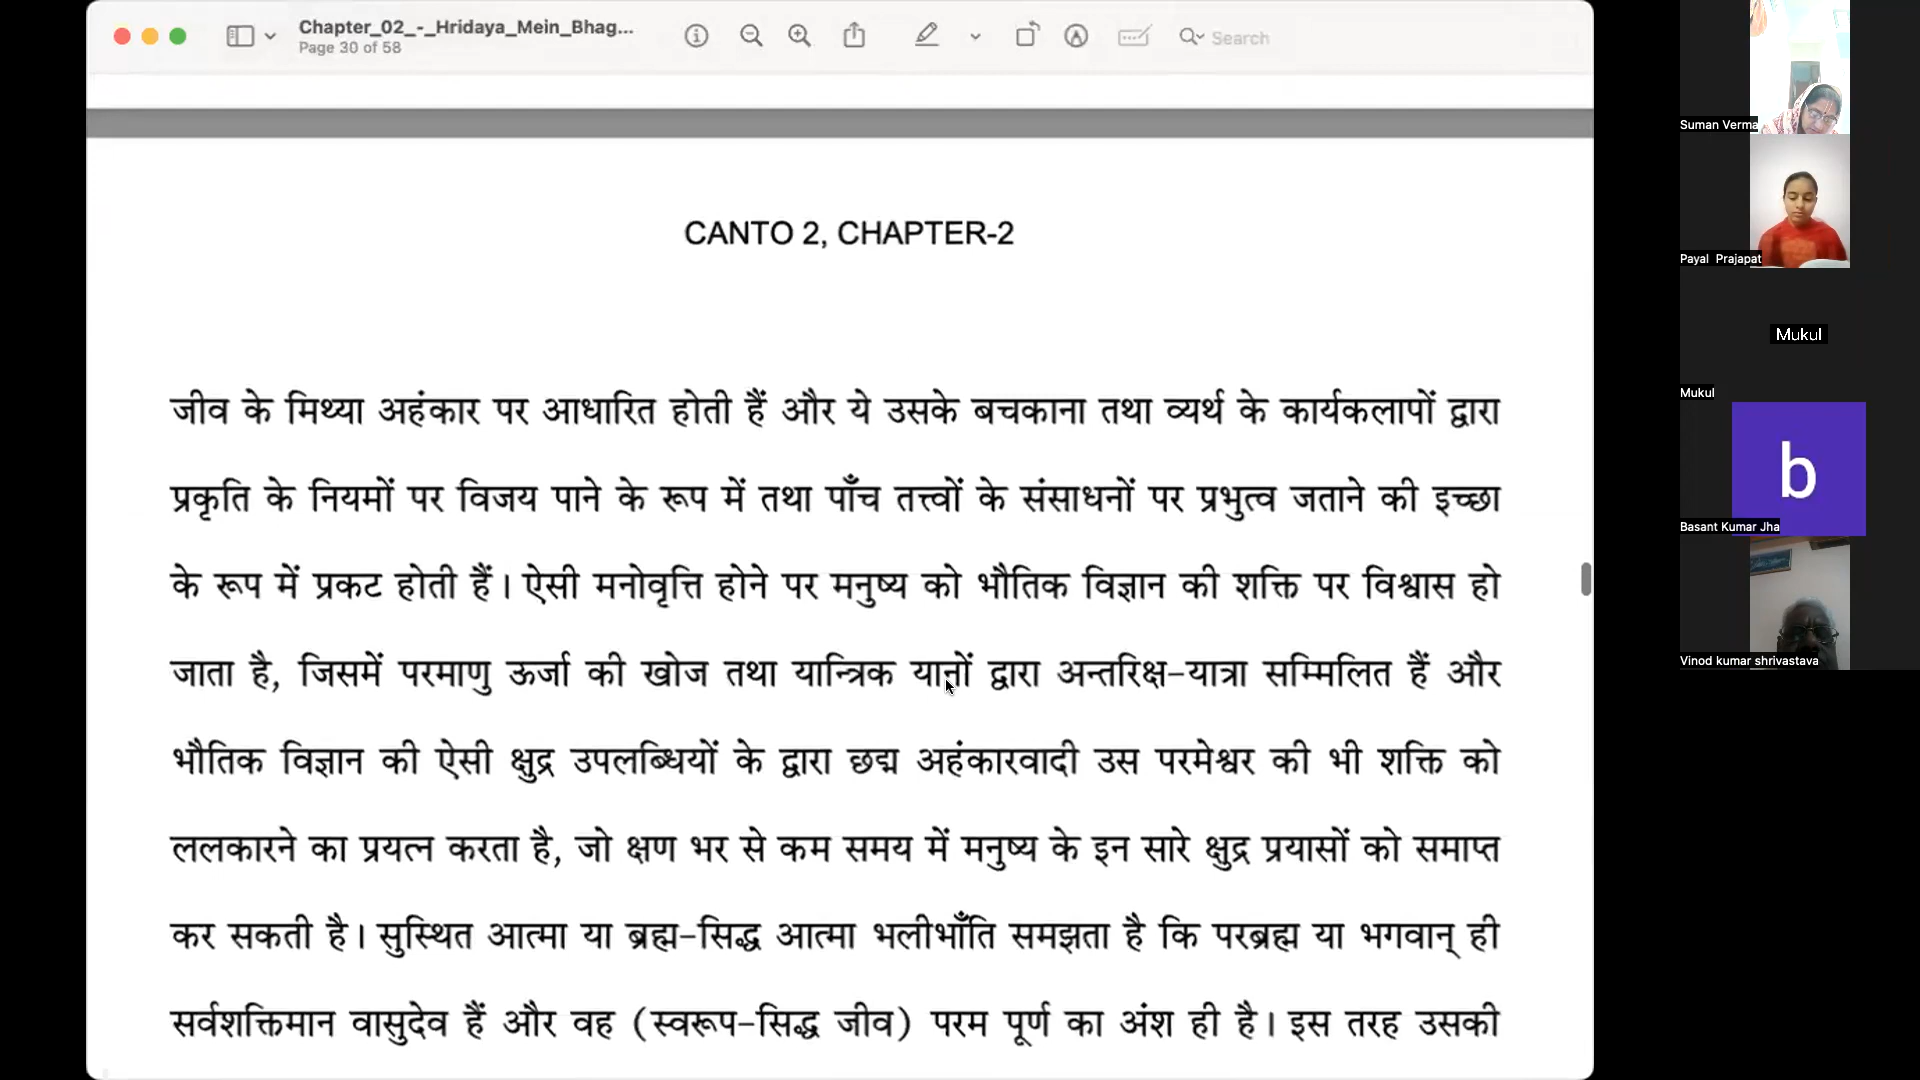 Chapter_02_-_Hridaya_Mein_Bhag...
Page 30 of 58
Search
CANTO 2, CHAPTER-2
जीव के मिथ्या अहंकार पर आधारित होती हैं और ये उसके बचकाना तथा व्यर्थ के कार्यकलापों द्वारा
प्रकृति के नियमों पर विजय पाने के रूप में तथा पाँच तत्त्वों के संसाधनों पर प्रभुत्व जताने की इच्छा
के रूप में प्रकट होती हैं। ऐसी मनोवृत्ति होने पर मनुष्य को भौतिक विज्ञान की शक्ति पर विश्वास हो
जाता है, जिसमें परमाणु ऊर्जा की खोज तथा यान्त्रिक यानों द्वारा अन्तरिक्ष-यात्रा सम्मिलित हैं और
भौतिक विज्ञान की ऐसी क्षुद्र उपलब्धियों के द्वारा छद्म अहंकारवादी उस परमेश्वर की भी शक्ति को
ललकारने का प्रयत्न करता है, जो क्षण भर से कम समय में मनुष्य के इन सारे क्षुद्र प्रयासों को समाप्त
कर सकती है। सुस्थित आत्मा या ब्रह्म-सिद्ध आत्मा भलीभाँति समझता है कि परब्रह्म या भगवान् ही
सर्वशक्तिमान वासुदेव हैं और वह (स्वरूप-सिद्ध जीव) परम पूर्ण का अंश ही है। इस तरह उसकी
Suman Verma
Payal Prajapat
Mukul
Mukul
b
Basant Kumar Jha
Vinod kumar shrivastava